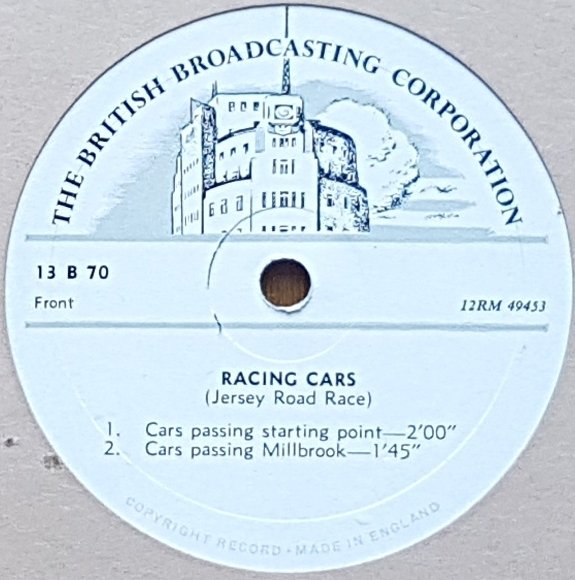 THE BRITISH BROADCASTING CORPORATION
13 B 70
Front
12RM 49453
RACING CARS
(Jersey Road Race)
1. Cars passing starting point—2′00″
2. Cars passing Millbrook—1′45″
COPYRIGHT RECORD • MADE IN ENGLAND